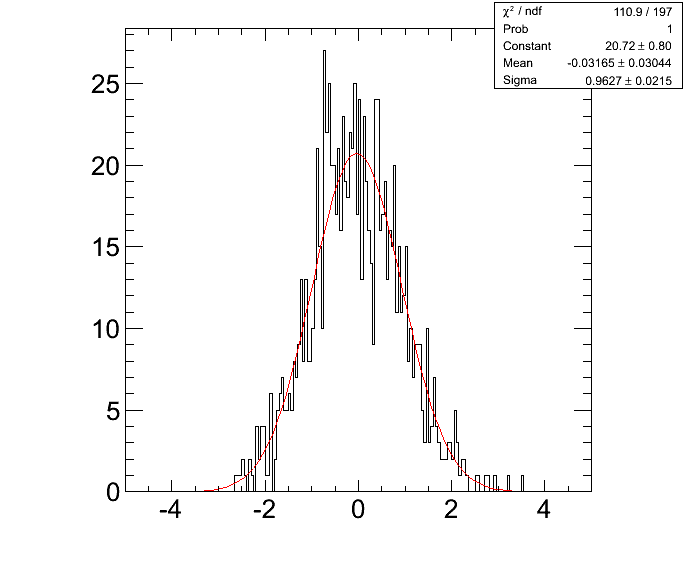 χ² / ndf 110.9 / 197
Prob 1
Constant 20.72 ± 0.80
Mean -0.03165 ± 0.03044
Sigma 0.9627 ± 0.0215
25
20
15
10
5
0
-4 -2 0 2 4